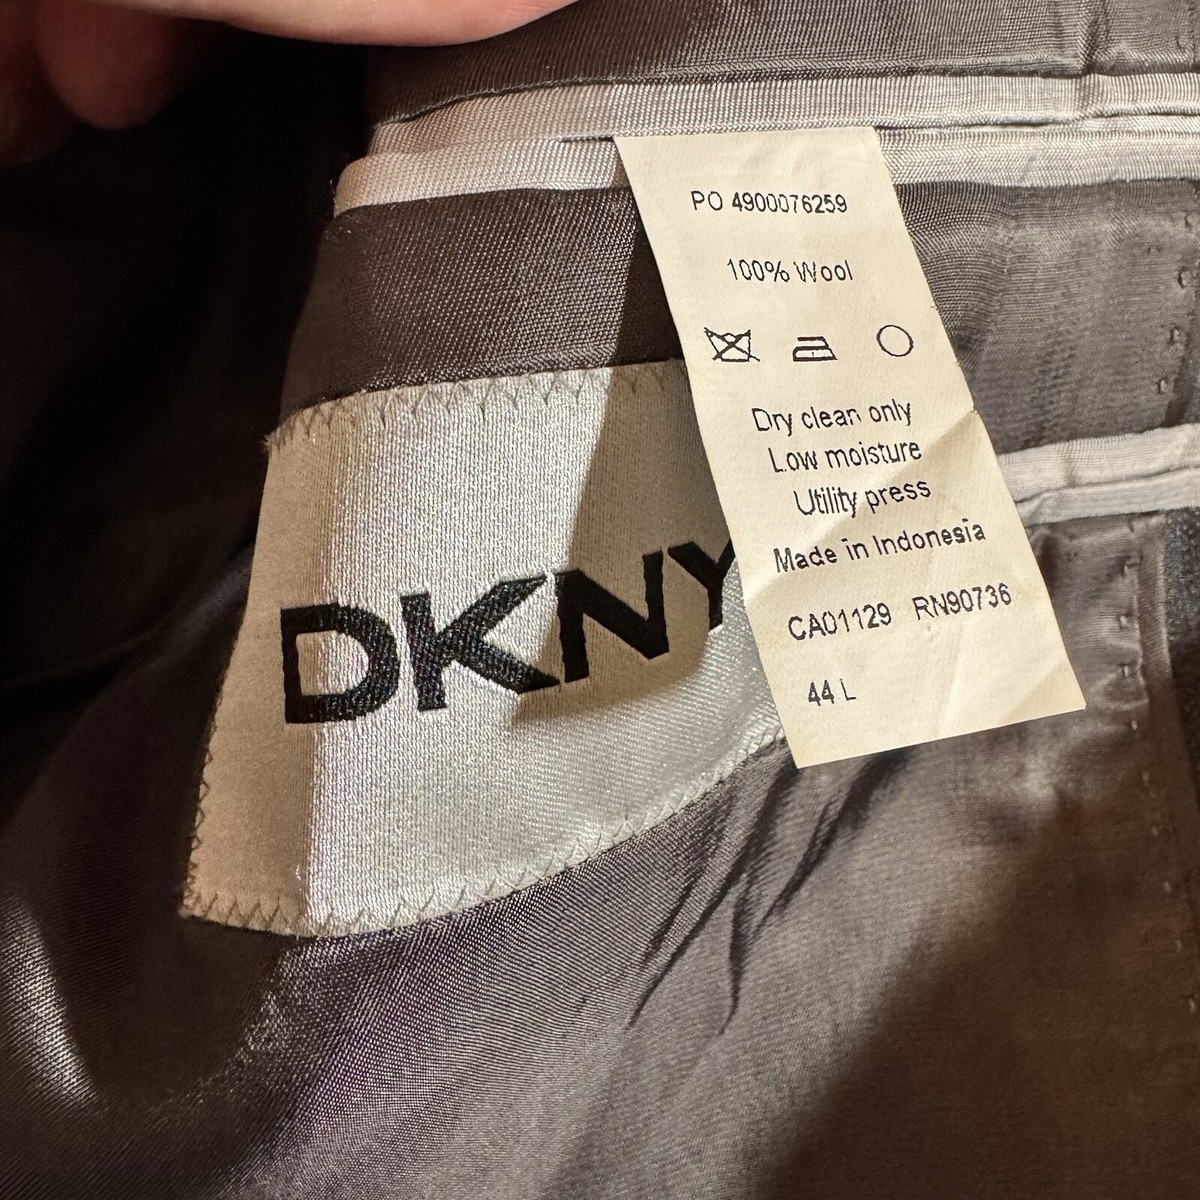 PO 4900076259
100% Wool
Dry clean only
Low moisture
Utility press
Made in Indonesia
CA01129 RN90736
44 L
DKNY